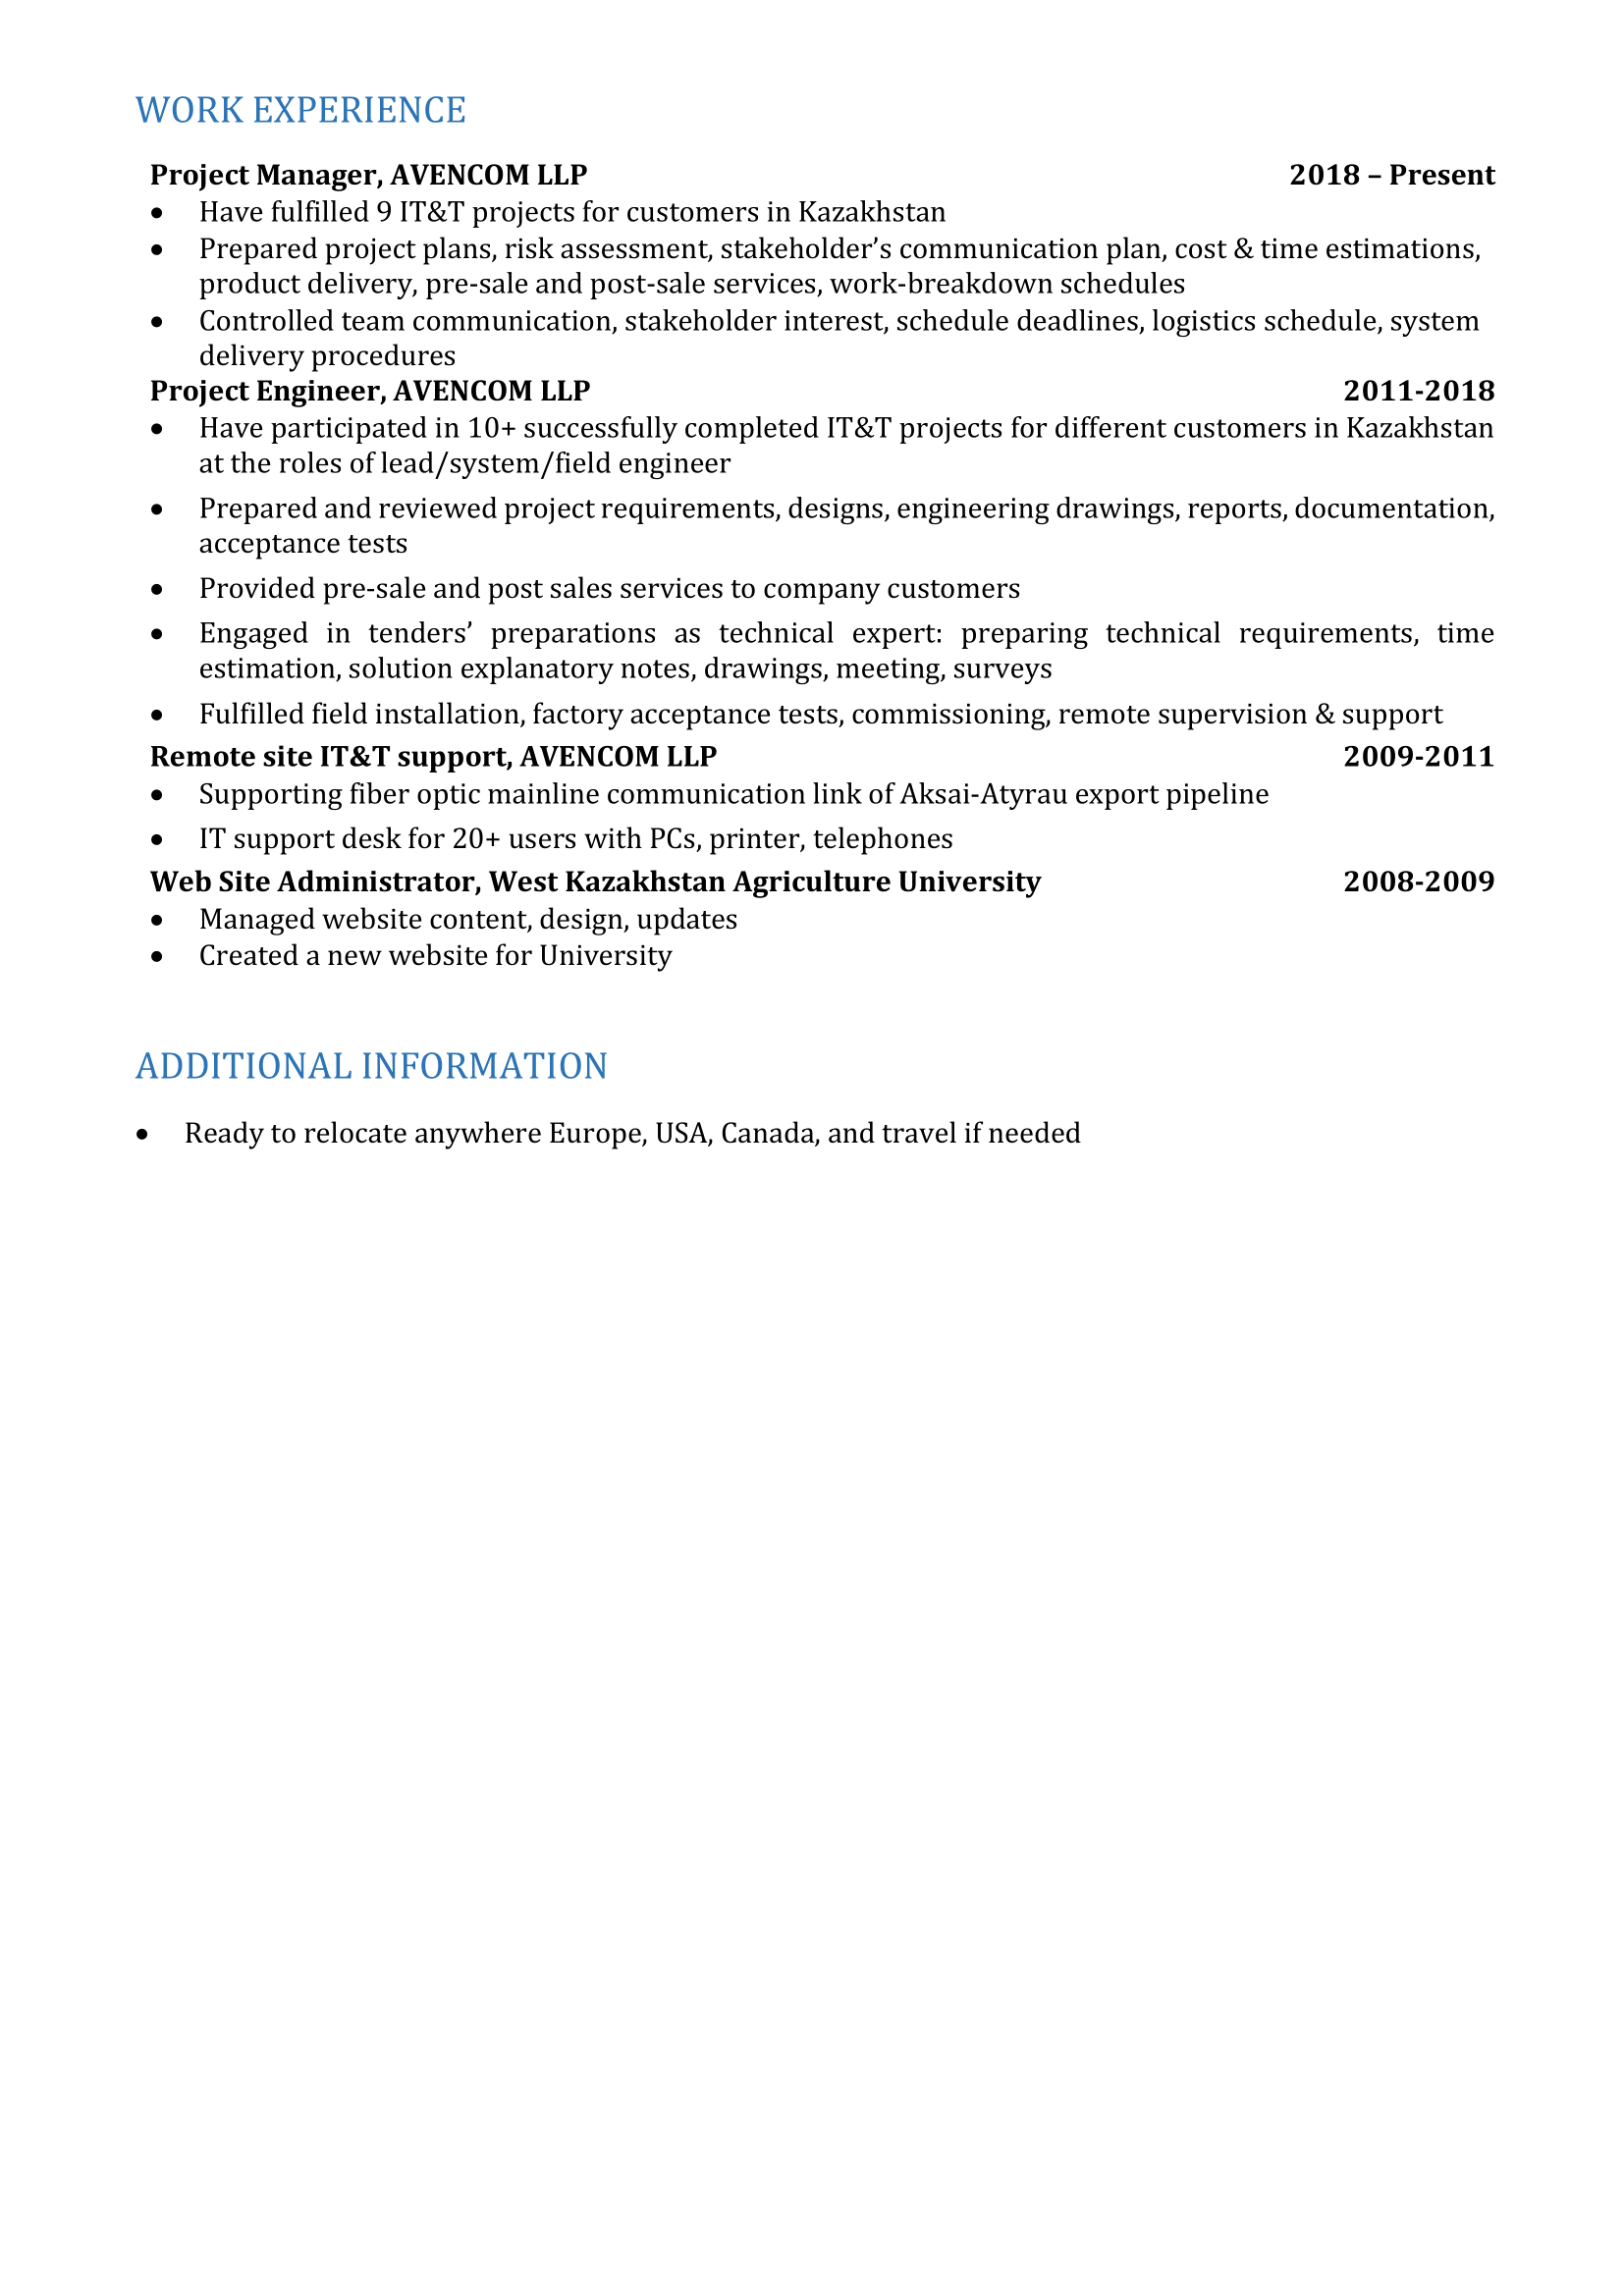 WORK EXPERIENCE
Project Manager, AVENCOM LLP 2018 – Present
• Have fulfilled 9 IT&T projects for customers in Kazakhstan
• Prepared project plans, risk assessment, stakeholder’s communication plan, cost & time estimations,
product delivery, pre-sale and post-sale services, work-breakdown schedules
• Controlled team communication, stakeholder interest, schedule deadlines, logistics schedule, system
delivery procedures
Project Engineer, AVENCOM LLP 2011-2018
• Have participated in 10+ successfully completed IT&T projects for different customers in Kazakhstan
at the roles of lead/system/field engineer
• Prepared and reviewed project requirements, designs, engineering drawings, reports, documentation,
acceptance tests
• Provided pre-sale and post sales services to company customers
• Engaged in tenders’ preparations as technical expert: preparing technical requirements, time
estimation, solution explanatory notes, drawings, meeting, surveys
• Fulfilled field installation, factory acceptance tests, commissioning, remote supervision & support
Remote site IT&T support, AVENCOM LLP 2009-2011
• Supporting fiber optic mainline communication link of Aksai-Atyrau export pipeline
• IT support desk for 20+ users with PCs, printer, telephones
Web Site Administrator, West Kazakhstan Agriculture University 2008-2009
• Managed website content, design, updates
• Created a new website for University
ADDITIONAL INFORMATION
• Ready to relocate anywhere Europe, USA, Canada, and travel if needed